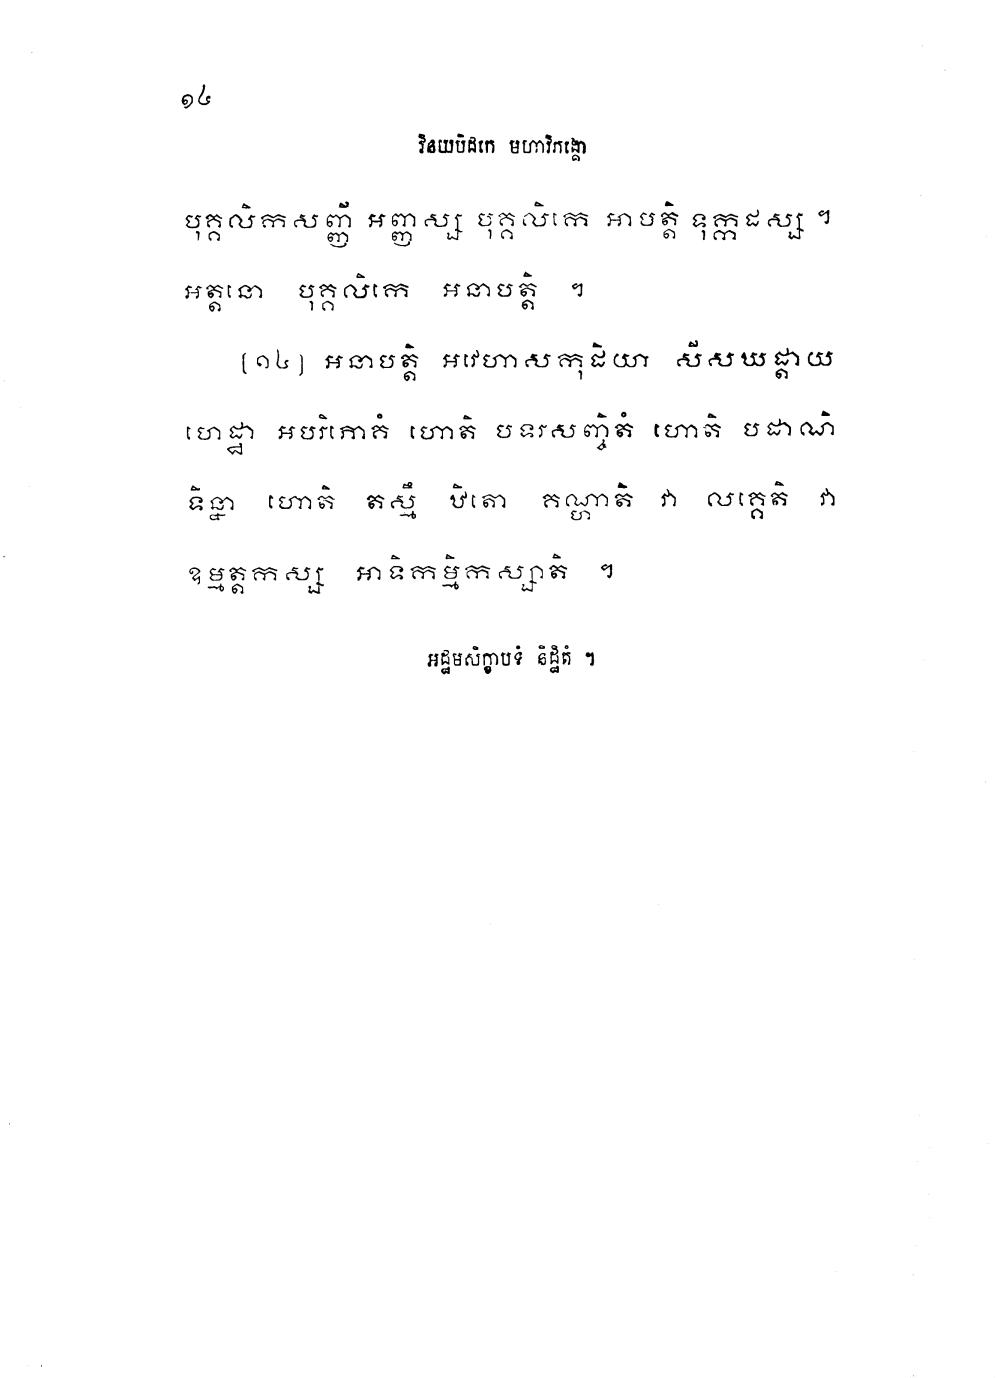 ១៤
វិនយបិដកេ មហាវិភង្គោ
បុគ្គលិកសញ្ញី អញ្ញស្ស បុគ្គលិកេ អាបត្តិ ទុក្កដស្ស ។
អត្តនោ បុគ្គលិកេ អនាបត្តិ ។
[១៤] អនាបត្តិ អវេហាសកុដិយា សីសឃដ្តាយ
ហេដ្ឋា អបរិភោគំ ហោតិ បទរសញ្ចិតំ ហោតិ បដាណិ
ទិន្នា ហោតិ តស្មឹ ឋិតោ គណ្ហាតិ វា លគ្គេតិ វា
ឧម្មត្តកស្ស អាទិកម្មិកស្សាតិ ។
អដ្ឋមសិក្ខាបទំ និដ្ឋិតំ ។